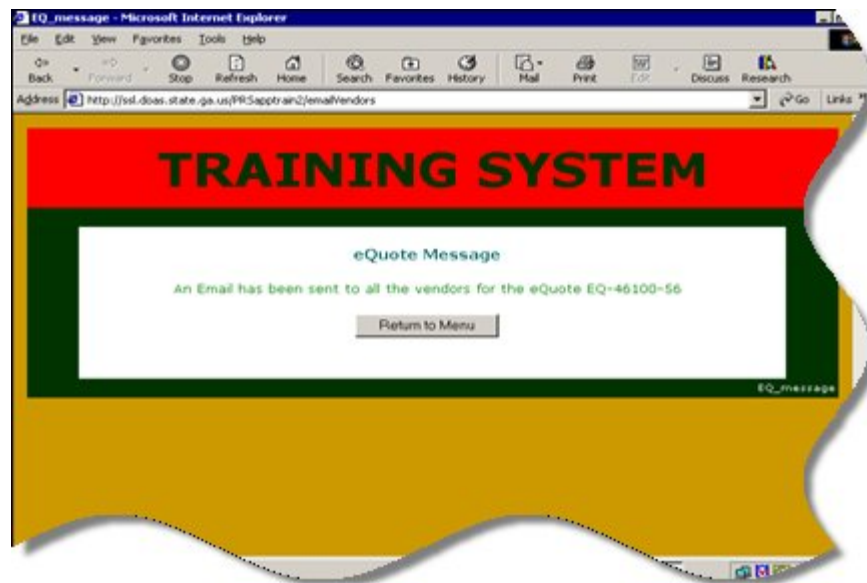 EQ_message - Microsoft Internet Explorer
File Edit View Favorites Tools Help
Back Forward Stop Refresh Home Search Favorites History Mail Print Edit Discuss Research
Address http://ssl.doas.state.ga.us/PRSapptrain2/emailVendors Go Links
TRAINING SYSTEM
eQuote Message
An Email has been sent to all the vendors for the eQuote EQ-46100-56
Return to Menu
EQ_message